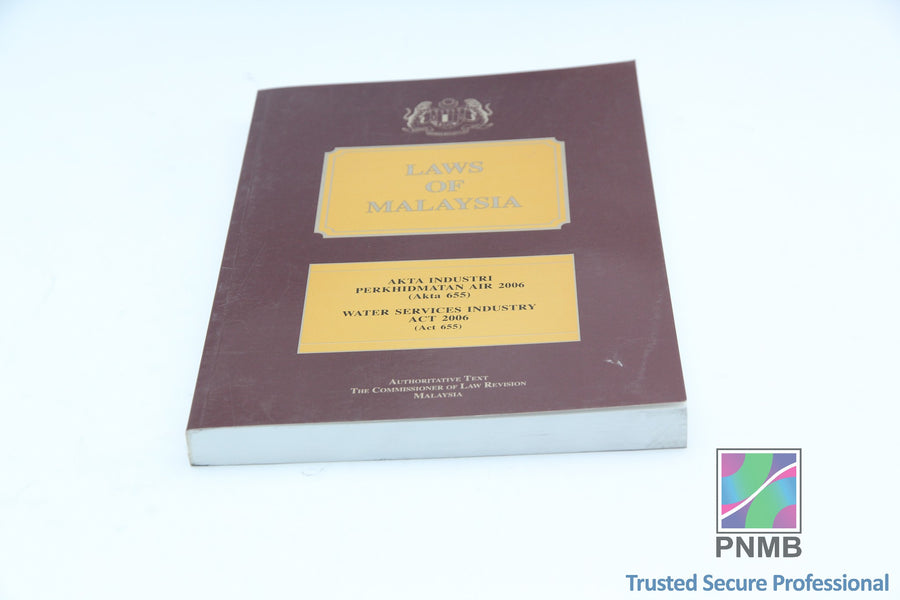 LAWS
OF
MALAYSIA
AKTA INDUSTRI
PERKHIDMATAN AIR 2006
(Akta 655)
WATER SERVICES INDUSTRY
ACT 2006
(Act 655)
AUTHORITATIVE TEXT
THE COMMISSIONER OF LAW REVISION
MALAYSIA
PNMB
Trusted Secure Professional